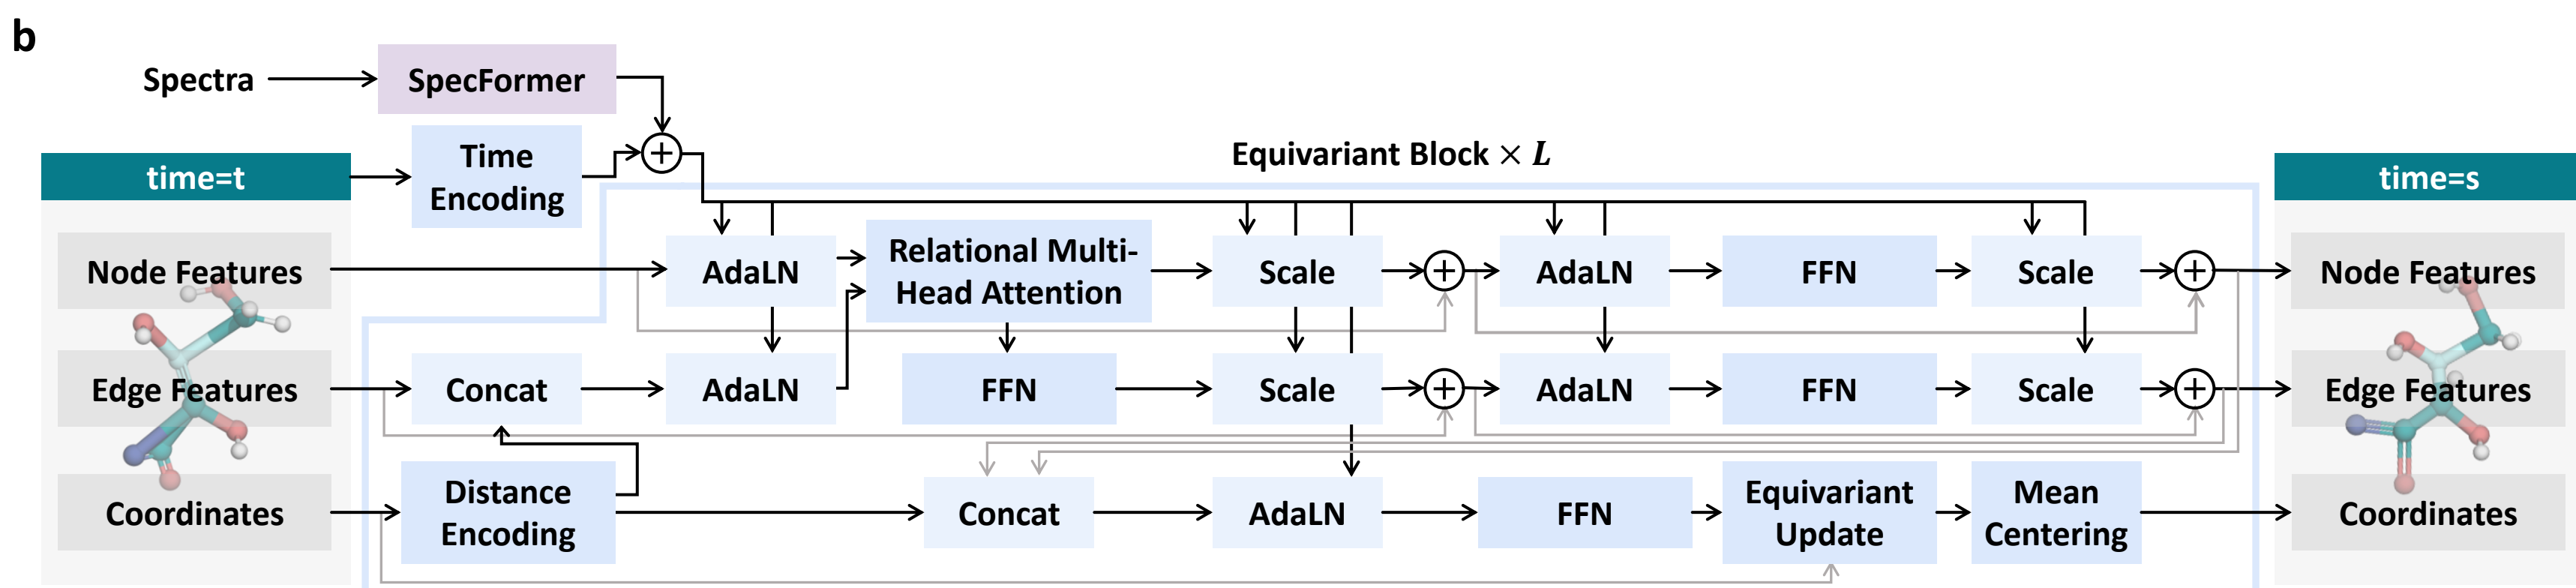 b
Spectra
SpecFormer
Time
Encoding
Equivariant Block × L
time=t
time=s
Node Features
AdaLN
Relational Multi-
Head Attention
Scale
+
AdaLN
FFN
Scale
+
Node Features
Edge Features
Concat
AdaLN
FFN
Scale
+
AdaLN
FFN
Scale
+
Edge Features
Coordinates
Distance
Encoding
Concat
AdaLN
FFN
Equivariant
Update
Mean
Centering
Coordinates
+